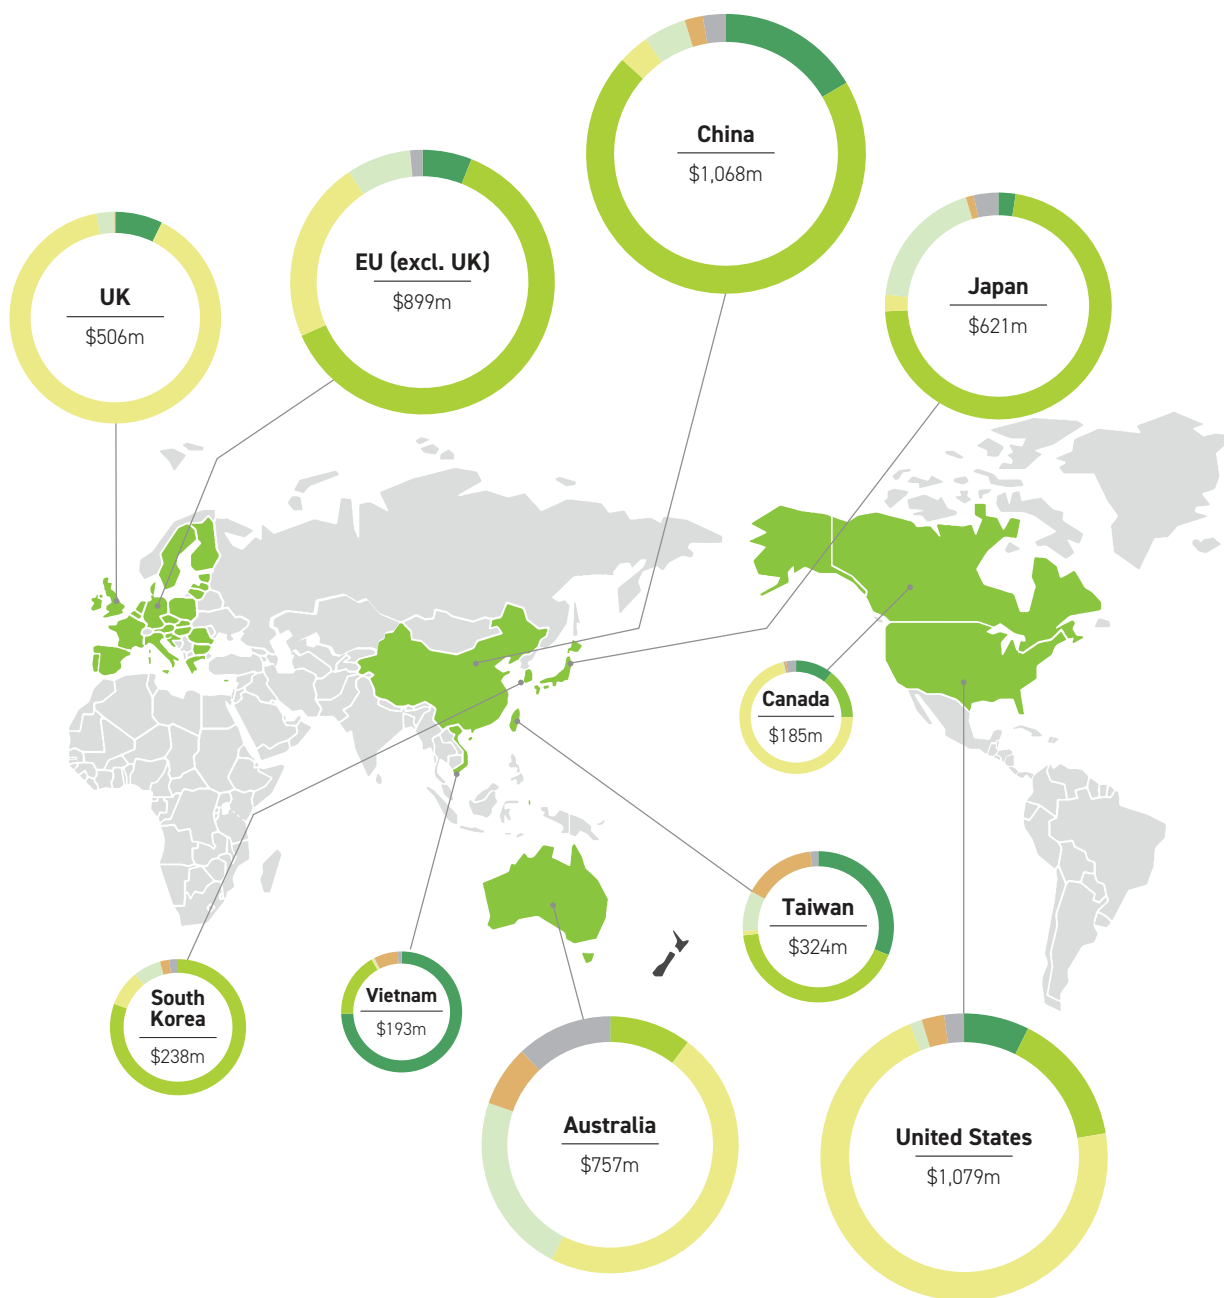 China
$1,068m
EU (excl. UK)
$899m
UK
$506m
Japan
$621m
Canada
$185m
Taiwan
$324m
South
Korea
$238m
Vietnam
$193m
Australia
$757m
United States
$1,079m